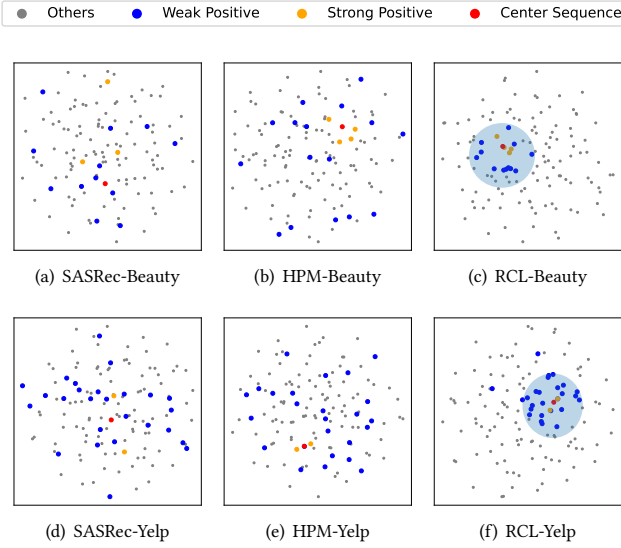 Others Weak Positive Strong Positive Center Sequence
(a) SASRec-Beauty (b) HPM-Beauty (c) RCL-Beauty
(d) SASRec-Yelp (e) HPM-Yelp (f) RCL-Yelp